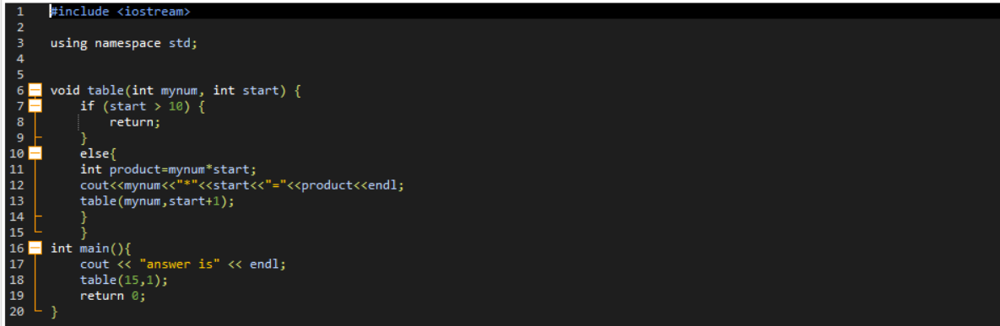 1 #include <iostream>
2
3 using namespace std;
4
5
6 void table(int mynum, int start) {
7     if (start > 10) {
8         return;
9     }
10     else{
11     int product=mynum*start;
12     cout<<mynum<<"*"<<start<<"="<<product<<endl;
13     table(mynum,start+1);
14     }
15     }
16 int main(){
17     cout << "answer is" << endl;
18     table(15,1);
19     return 0;
20 }